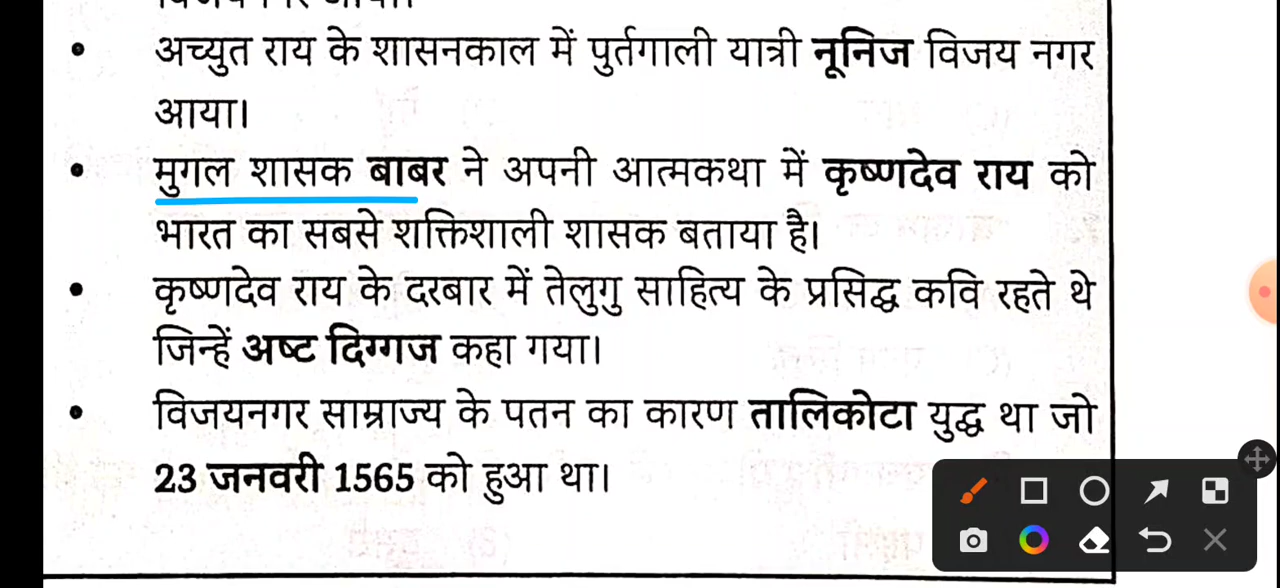 अच्युत राय के शासनकाल में पुर्तगाली यात्री नूनिज विजय नगर
आया।
मुगल शासक बाबर ने अपनी आत्मकथा में कृष्णदेव राय को
भारत का सबसे शक्तिशाली शासक बताया है।
कृष्णदेव राय के दरबार में तेलुगु साहित्य के प्रसिद्ध कवि रहते थे
जिन्हें अष्ट दिग्गज कहा गया।
विजयनगर साम्राज्य के पतन का कारण तालिकोटा युद्ध था जो
23 जनवरी 1565 को हुआ था।